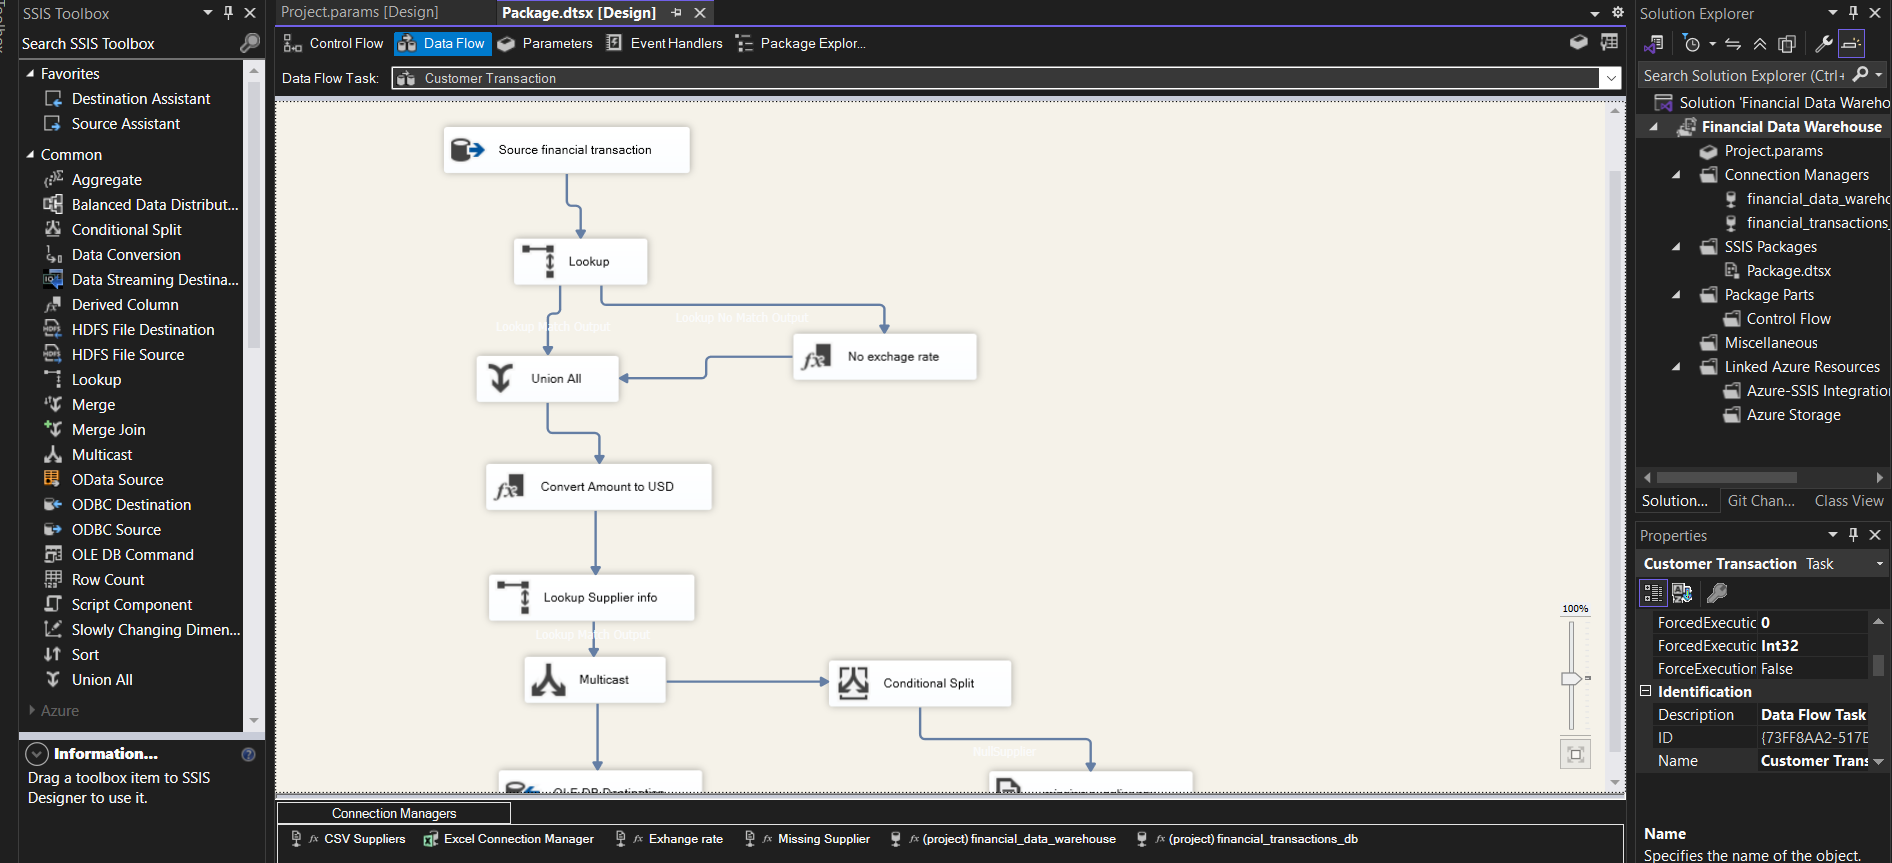 SSIS Toolbox
Search SSIS Toolbox
Favorites
Destination Assistant
Source Assistant
Common
Aggregate
Balanced Data Distribut...
Conditional Split
Data Conversion
Data Streaming Destina...
Derived Column
HDFS File Destination
HDFS File Source
Lookup
Merge
Merge Join
Multicast
OData Source
ODBC Destination
ODBC Source
OLE DB Command
Row Count
Script Component
Slowly Changing Dimen...
Sort
Union All
Azure
Information...
Drag a toolbox item to SSIS
Designer to use it.
Project.params [Design]
Package.dtsx [Design]
Control Flow
Data Flow
Parameters
Event Handlers
Package Explor...
Data Flow Task:
Customer Transaction
Source financial transaction
Lookup
Lookup Match Output
Lookup No Match Output
No exchage rate
Union All
Convert Amount to USD
Lookup Supplier info
Lookup Match Output
Multicast
Conditional Split
OLE DB Destination
100%
Connection Managers
CSV Suppliers
Excel Connection Manager
Exhange rate
Missing Supplier
(project) financial_data_warehouse
(project) financial_transactions_db
Solution Explorer
Search Solution Explorer (Ctrl+
Solution 'Financial Data Wareho
Financial Data Warehouse
Project.params
Connection Managers
financial_data_wareho
financial_transactions_
SSIS Packages
Package.dtsx
Package Parts
Control Flow
Miscellaneous
Linked Azure Resources
Azure-SSIS Integration
Azure Storage
Solution...
Git Chan...
Class View
Properties
Customer Transaction Task
ForcedExecutic 0
ForcedExecutic Int32
ForceExecution False
Identification
Description Data Flow Task
ID {73FF8AA2-517E
Name Customer Trans
Name
Specifies the name of the object.